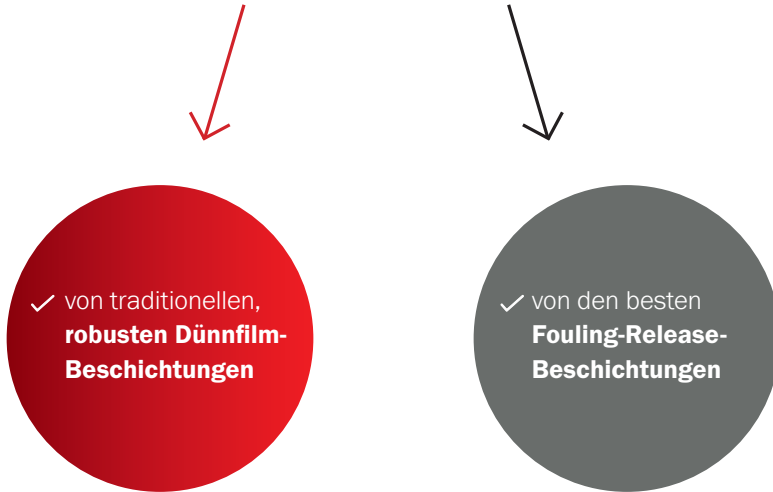 von traditionellen,
robusten Dünnfilm-
Beschichtungen
von den besten
Fouling-Release-
Beschichtungen